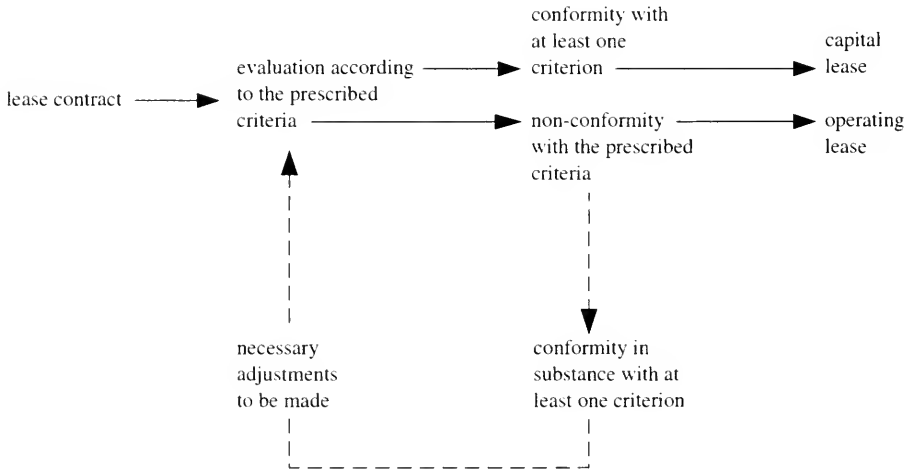 lease contract
evaluation according
to the prescribed
criteria
conformity with
at least one
criterion
capital
lease
non-conformity
with the prescribed
criteria
operating
lease
necessary
adjustments
to be made
conformity in
substance with at
least one criterion